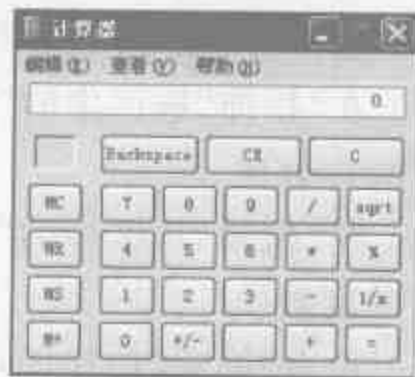 计算器
编辑(E) 查看(V) 帮助(H)
0.
Backspace CE C
MC 7 8 9 / sqrt
MR 4 5 6 * %
MS 1 2 3 - 1/x
M+ 0 +/- . + =